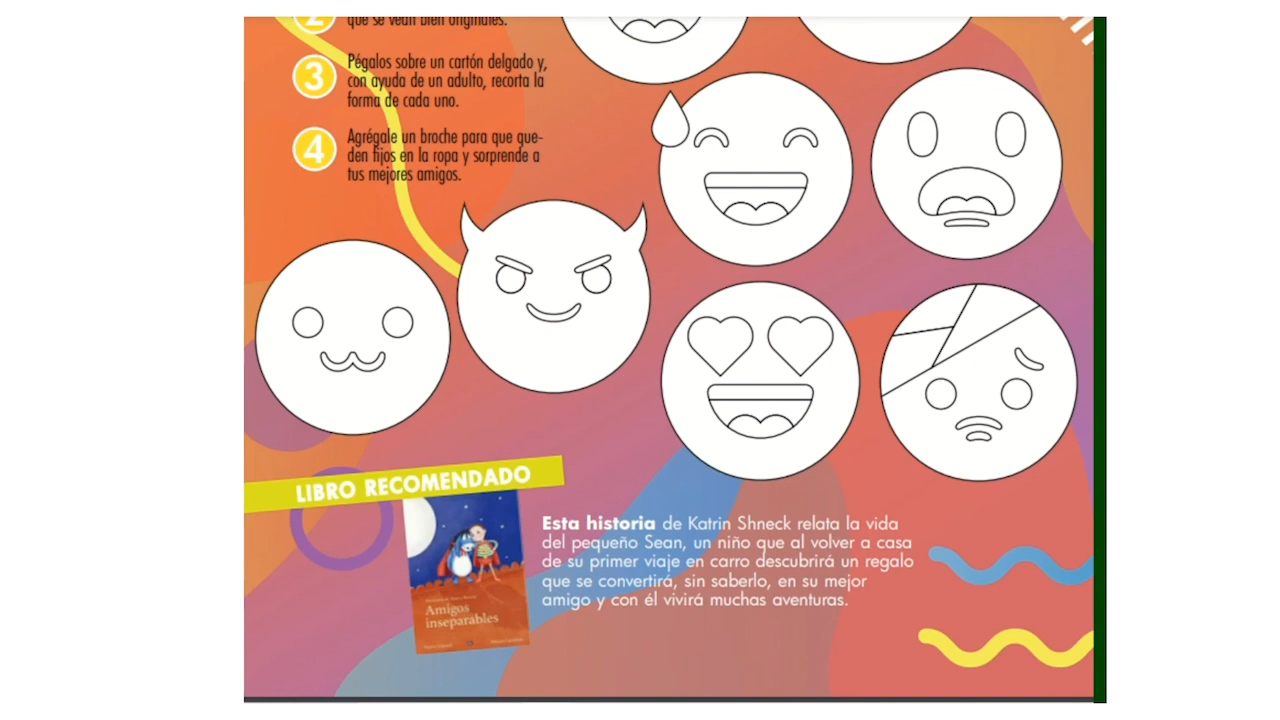 2
que se vean bien originales.
3
Pégalos sobre un cartón delgado y,
con ayuda de un adulto, recorta la
forma de cada uno.
4
Agrégale un broche para que que-
den fijos en la ropa y sorprende a
tus mejores amigos.
LIBRO RECOMENDADO
Amigos
inseparables
Esta historia de Katrin Shneck relata la vida
del pequeño Sean, un niño que al volver a casa
de su primer viaje en carro descubrirá un regalo
que se convertirá, sin saberlo, en su mejor
amigo y con él vivirá muchas aventuras.